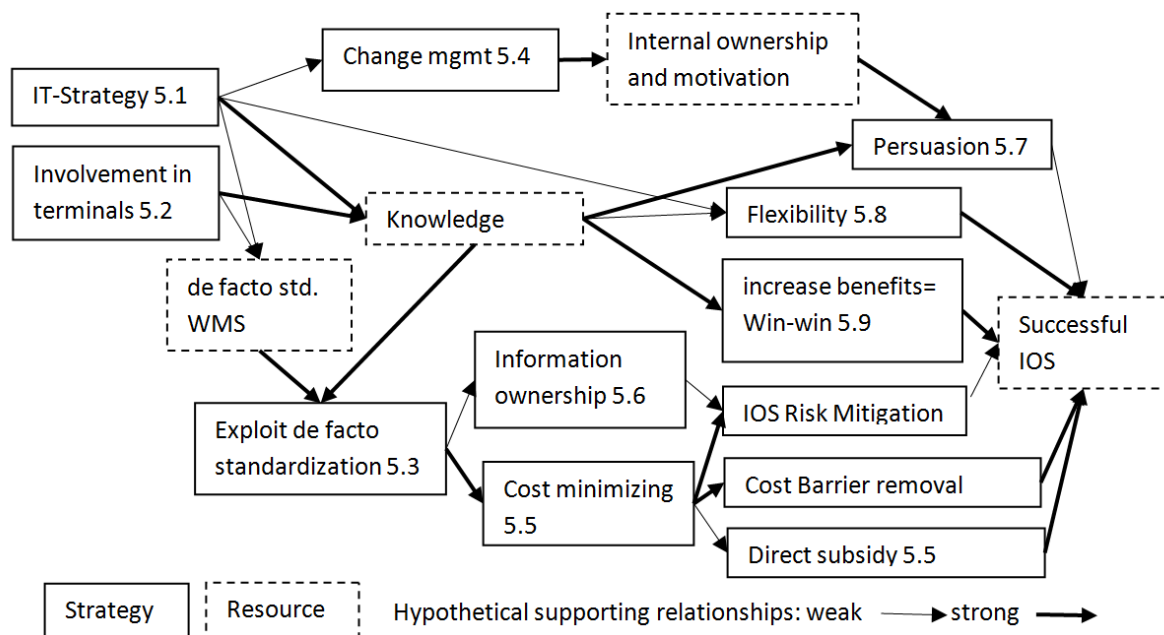 Change mgmt 5.4
Internal ownership
and motivation
IT-Strategy 5.1
Persuasion 5.7
Involvement in
terminals 5.2
Knowledge
Flexibility 5.8
de facto std.
WMS
increase benefits=
Win-win 5.9
Successful
IOS
Information
ownership 5.6
IOS Risk Mitigation
Exploit de facto
standardization 5.3
Cost minimizing
5.5
Cost Barrier removal
Direct subsidy 5.5
Strategy
Resource
Hypothetical supporting relationships: weak strong